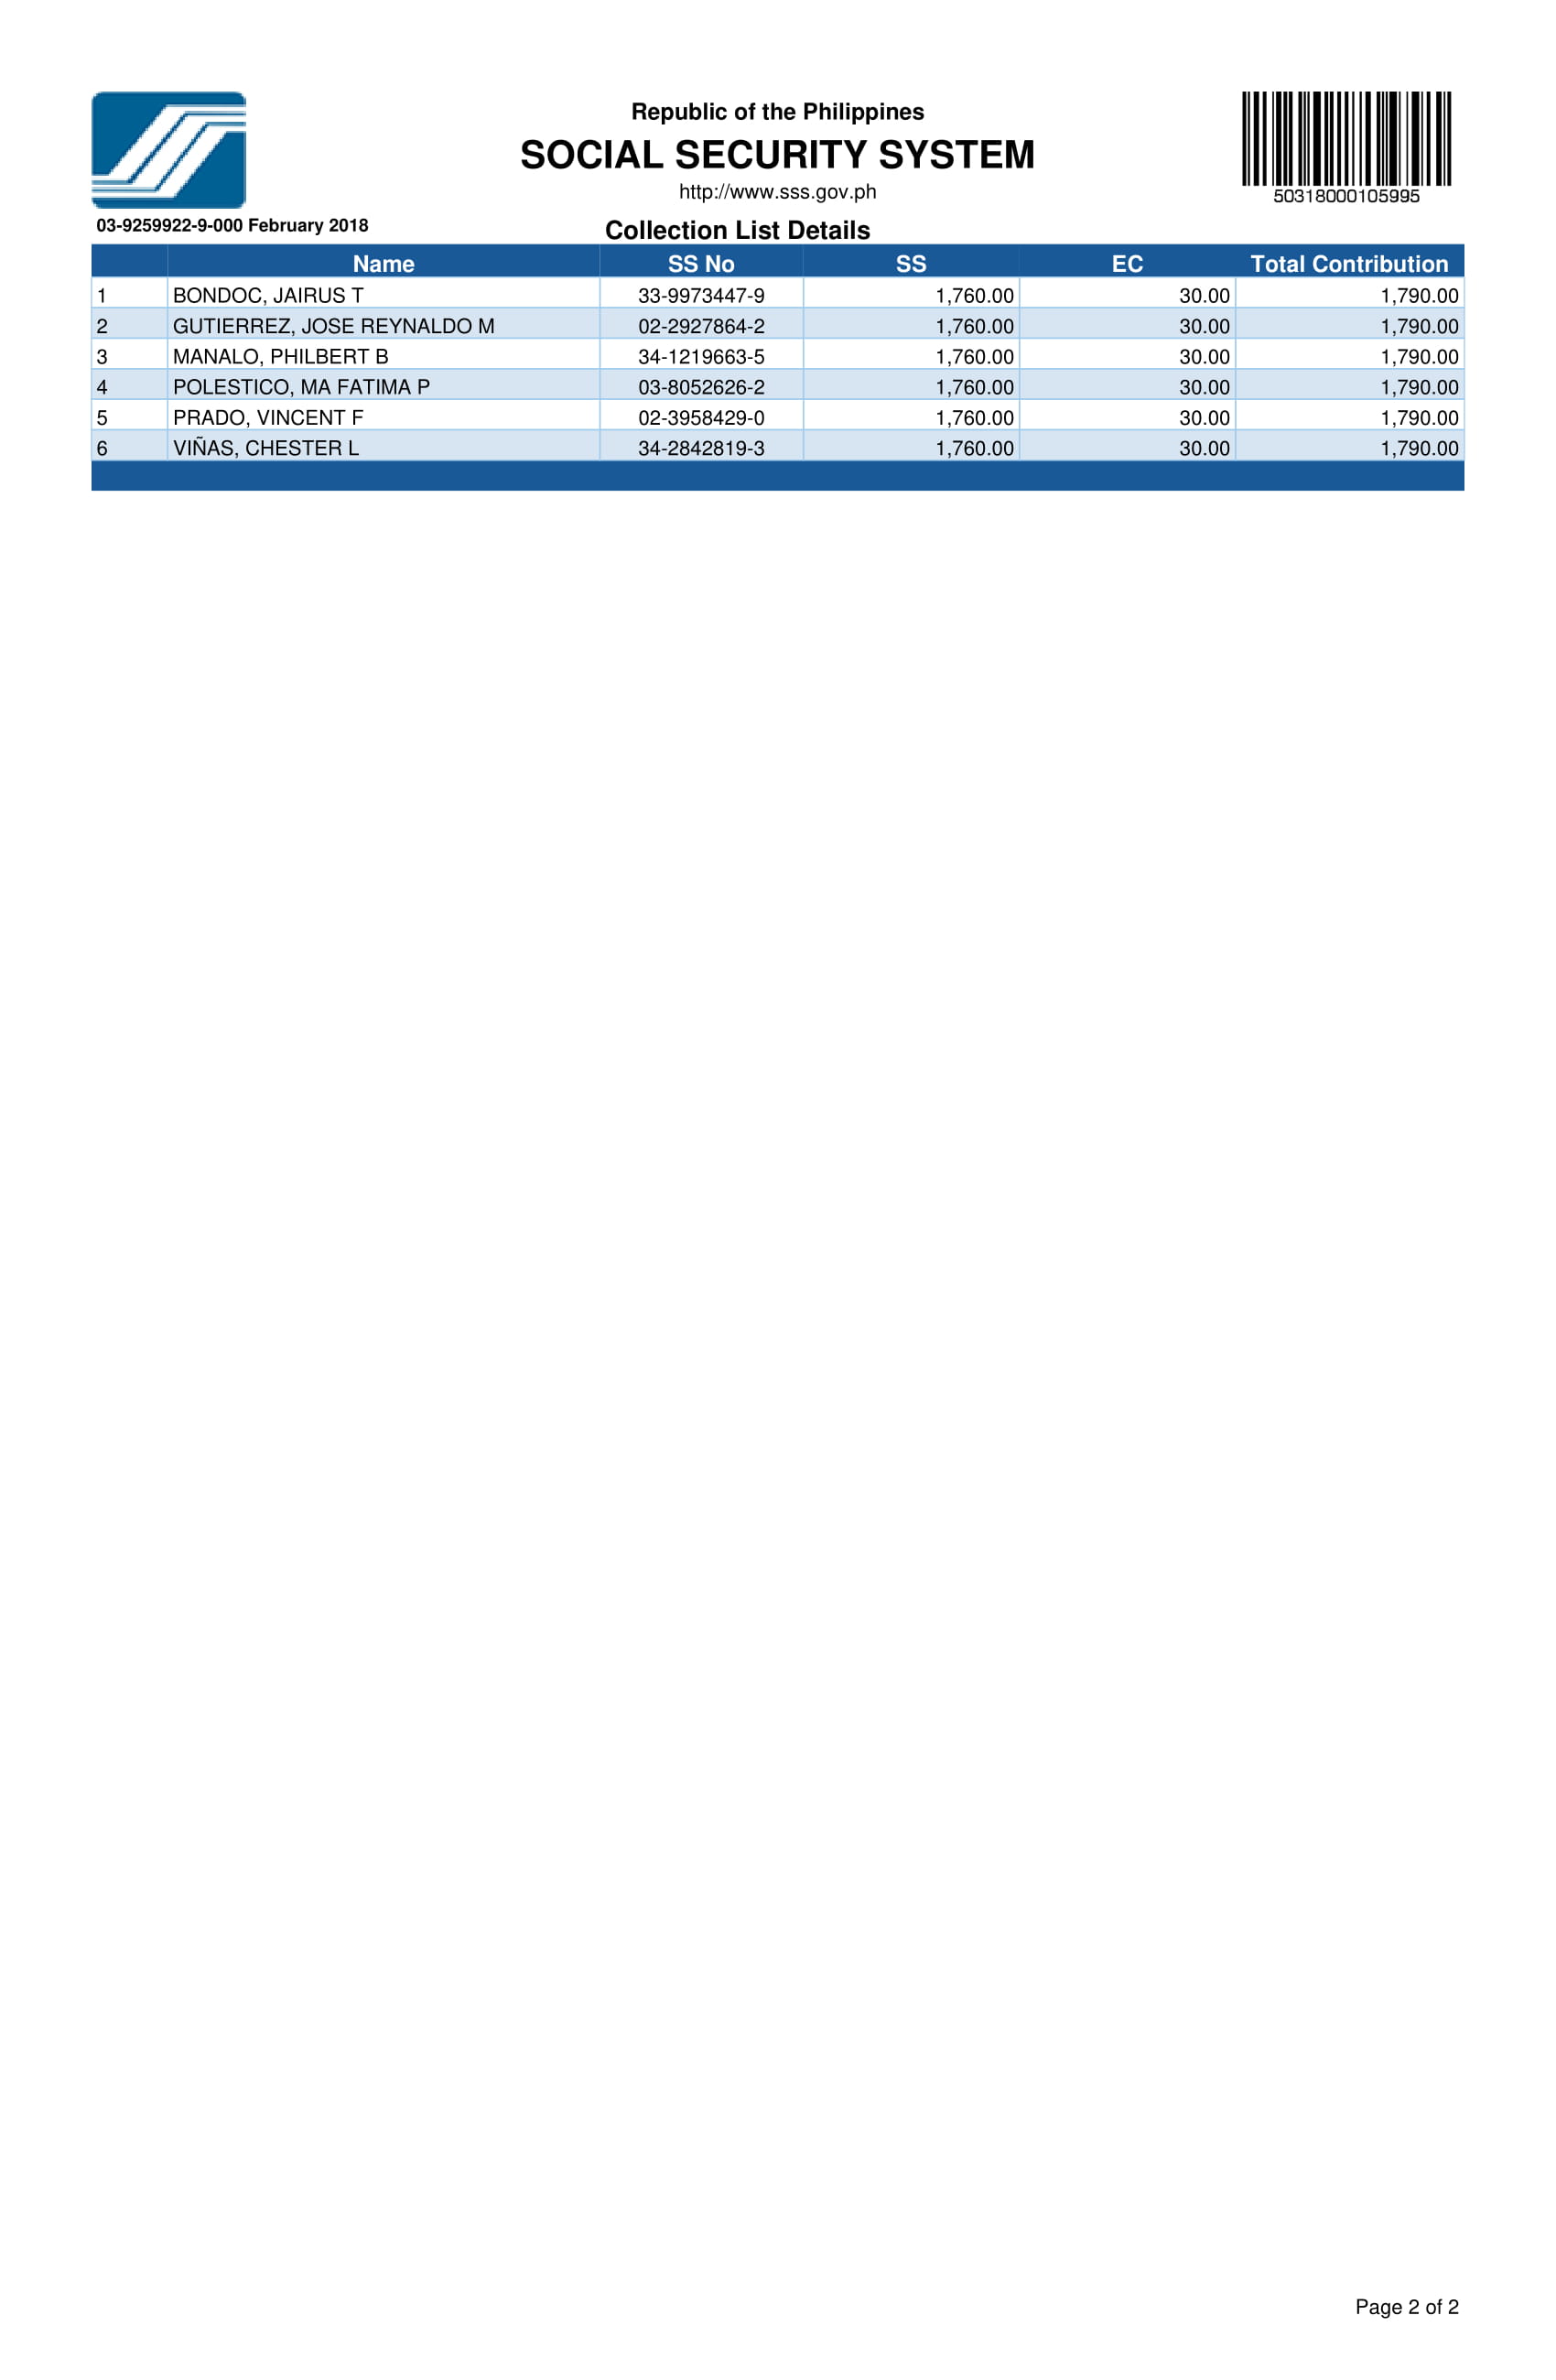 Republic of the Philippines
SOCIAL SECURITY SYSTEM
http://www.sss.gov.ph
50318000105995
03-9259922-9-000 February 2018
Collection List Details
Name SS No SS EC Total Contribution
1 BONDOC, JAIRUS T 33-9973447-9 1,760.00 30.00 1,790.00
2 GUTIERREZ, JOSE REYNALDO M 02-2927864-2 1,760.00 30.00 1,790.00
3 MANALO, PHILBERT B 34-1219663-5 1,760.00 30.00 1,790.00
4 POLESTICO, MA FATIMA P 03-8052626-2 1,760.00 30.00 1,790.00
5 PRADO, VINCENT F 02-3958429-0 1,760.00 30.00 1,790.00
6 VIÑAS, CHESTER L 34-2842819-3 1,760.00 30.00 1,790.00
Page 2 of 2